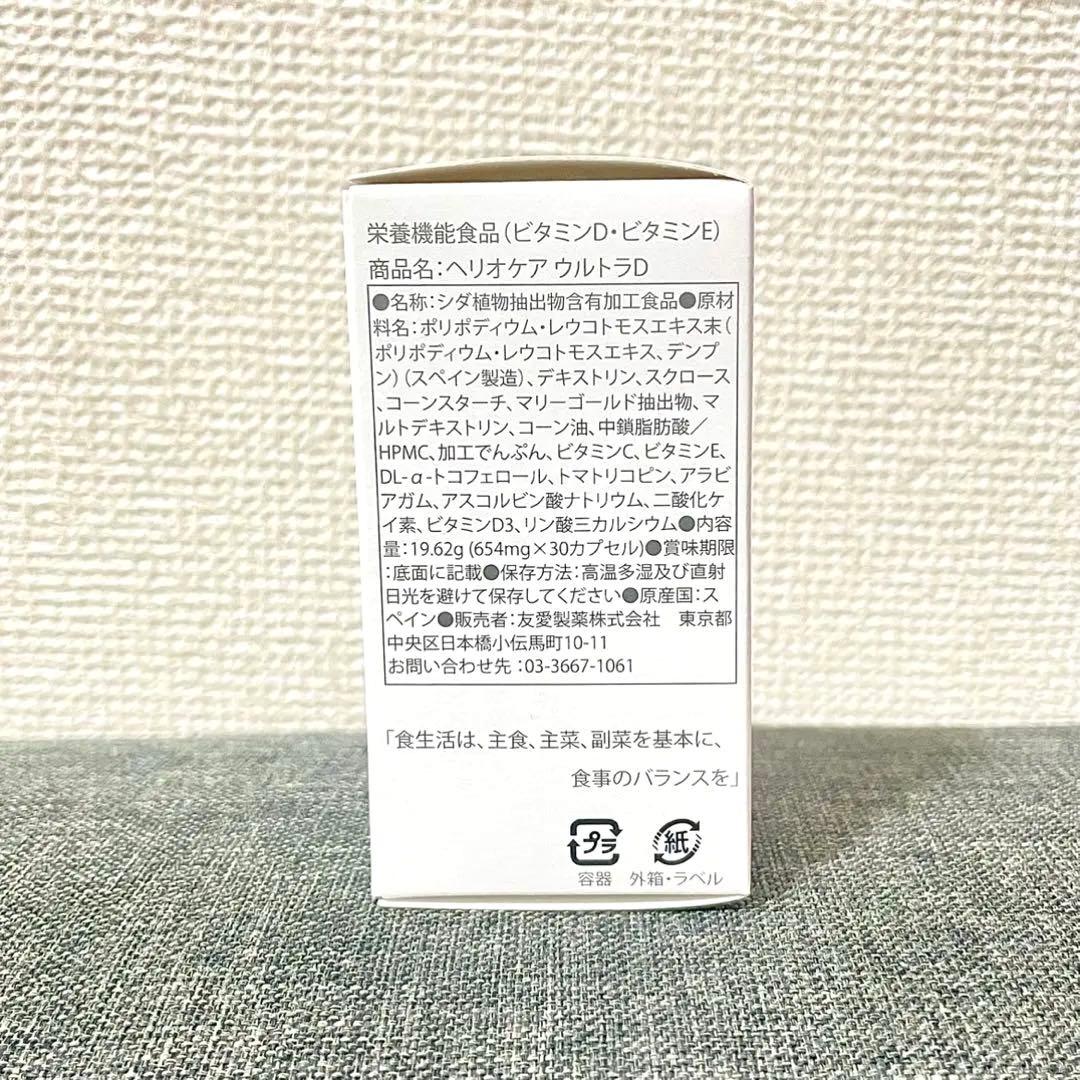 栄養機能食品(ビタミンD・ビタミンE)
商品名:ヘリオケア ウルトラD
●名称:シダ植物抽出物含有加工食品●原材
料名:ポリポディウム・レウコトモスエキス末(
ポリポディウム・レウコトモスエキス、デンプ
ン)(スペイン製造)、デキストリン、スクロース
、コーンスターチ、マリーゴールド抽出物、マ
ルトデキストリン、コーン油、中鎖脂肪酸/
HPMC、加工でんぷん、ビタミンC、ビタミンE、
DL-α-トコフェロール、トマトリコピン、アラビ
アガム、アスコルビン酸ナトリウム、二酸化ケ
イ素、ビタミンD3、リン酸三カルシウム●内容
量:19.62g (654mg×30カプセル)●賞味期限
:底面に記載●保存方法:高温多湿及び直射
日光を避けて保存してください●原産国:ス
ペイン●販売者:友愛製薬株式会社 東京都
中央区日本橋小伝馬町10-11
お問い合わせ先:03-3667-1061
「食生活は、主食、主菜、副菜を基本に、
食事のバランスを」
プラ 紙
容器 外箱・ラベル